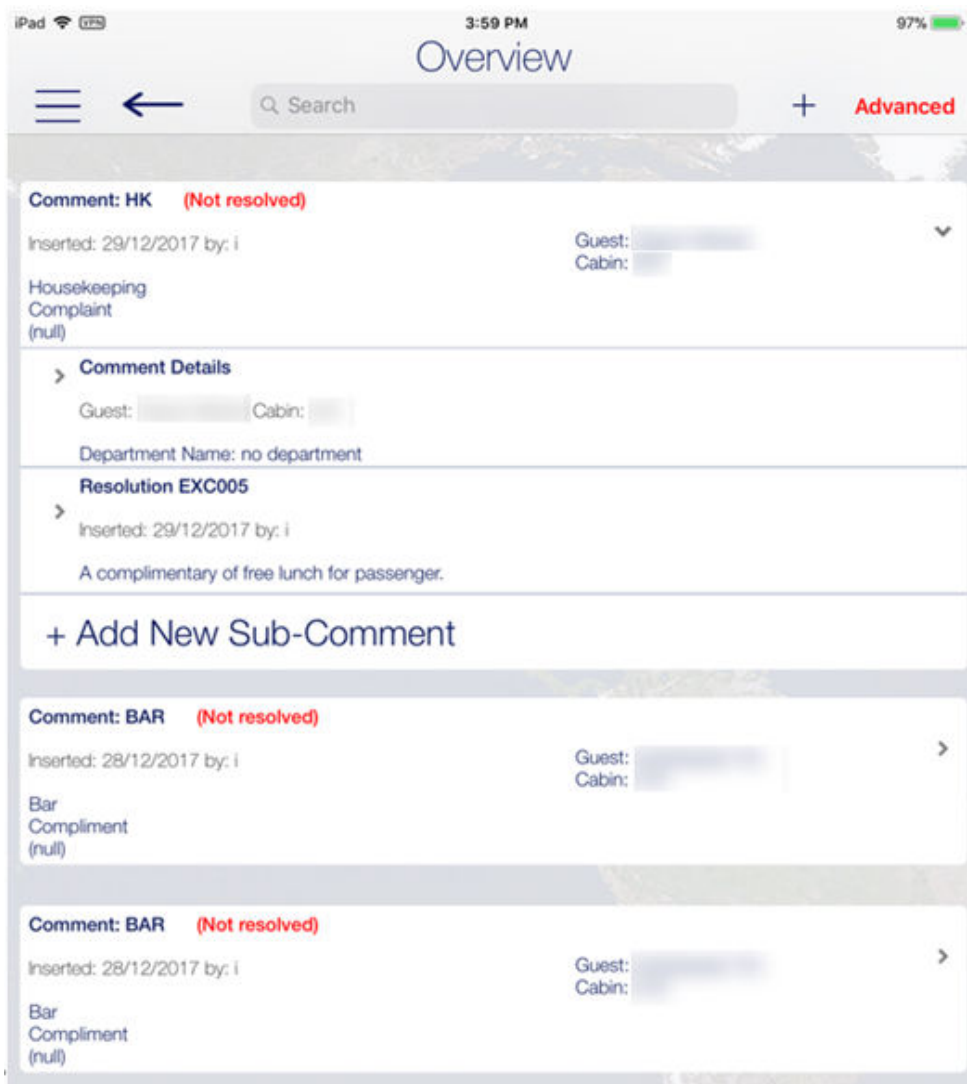 iPad VPN 3:59 PM 97%
Overview
Search + Advanced
Comment: HK (Not resolved)
Inserted: 29/12/2017 by: i
Guest:
Cabin:
Housekeeping
Complaint
(null)
Comment Details
Guest: Cabin:
Department Name: no department
Resolution EXC005
Inserted: 29/12/2017 by: i
A complimentary of free lunch for passenger.
+ Add New Sub-Comment
Comment: BAR (Not resolved)
Inserted: 28/12/2017 by: i
Guest:
Cabin:
Bar
Compliment
(null)
Comment: BAR (Not resolved)
Inserted: 28/12/2017 by: i
Guest:
Cabin:
Bar
Compliment
(null)